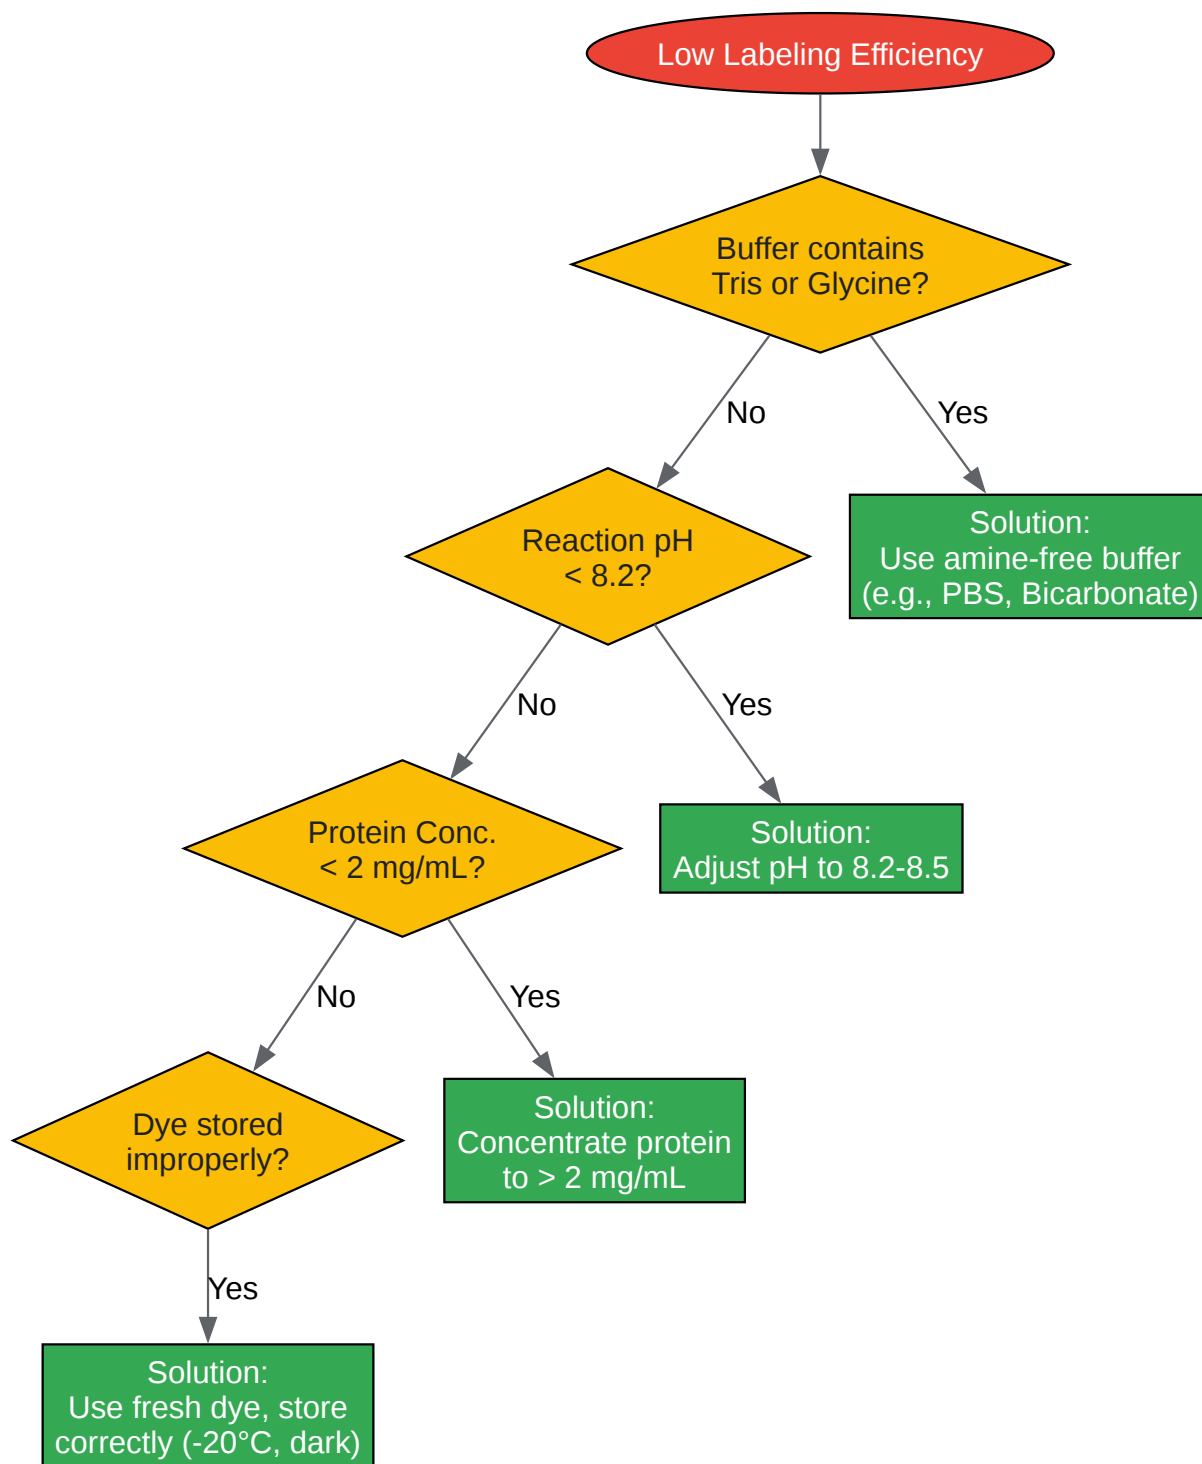 Low Labeling Efficiency
Buffer contains
Tris or Glycine?
No
Yes
Reaction pH
< 8.2?
Solution:
Use amine-free buffer
(e.g., PBS, Bicarbonate)
No
Yes
Protein Conc.
< 2 mg/mL?
Solution:
Adjust pH to 8.2-8.5
No
Yes
Dye stored
improperly?
Solution:
Concentrate protein
to > 2 mg/mL
Yes
Solution:
Use fresh dye, store
correctly (-20°C, dark)